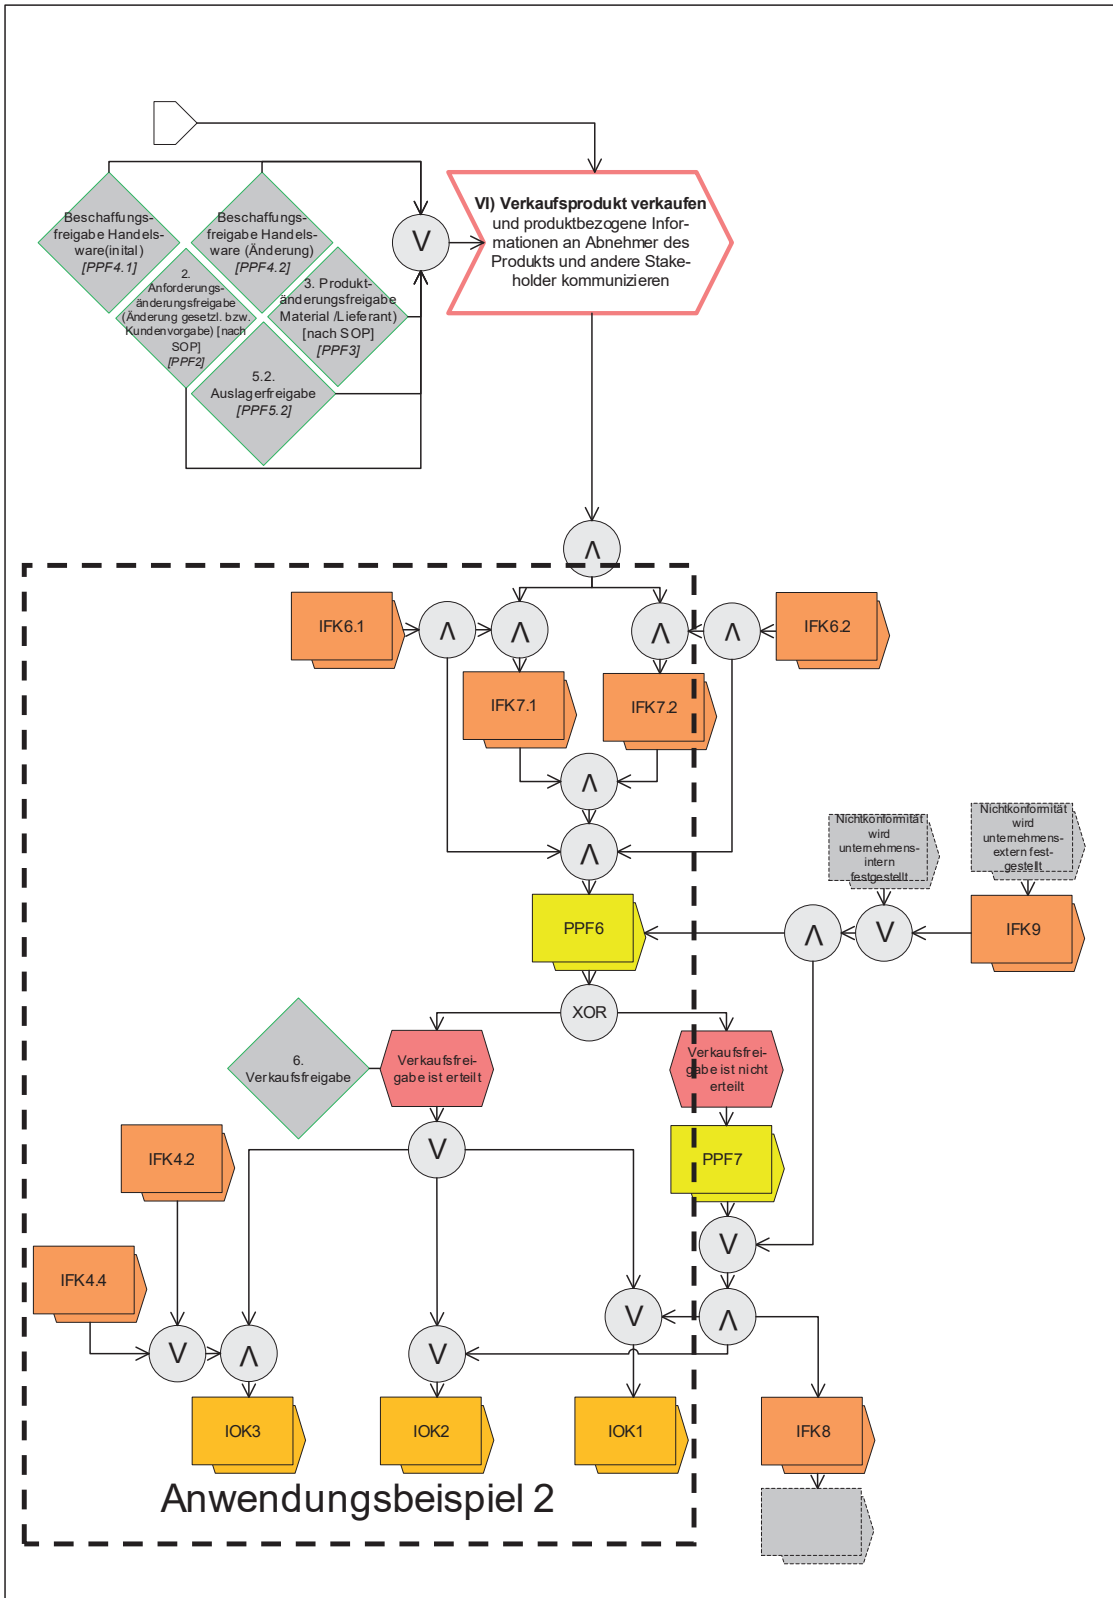 VI) Verkaufsprodukt verkaufen
und produktbezogene Infor-
mationen an Abnehmer des
Produkts und andere Stake-
holder kommunizieren
Beschaffungs-
freigabe Handels-
ware(inital)
[PPF4.1]
Beschaffungs-
freigabe Handels-
ware (Änderung)
[PPF4.2]
V
2.
Anforderungs-
änderungsfreigabe
(Änderung gesetzl. bzw.
Kundenvorgabe) [nach
SOP]
[PPF2]
3. Produkt-
änderungsfreigabe
Material /Lieferant)
[nach SOP]
[PPF3]
5.2.
Auslagerfreigabe
[PPF5.2]
Λ
IFK6.1
Λ
Λ
Λ
Λ
IFK6.2
IFK7.1
IFK7.2
Λ
Λ
Nichtkonformität
wird
unternehmens-
intern
festgestellt
Nichtkonformität
wird
unternehmens-
extern fest-
gestellt
PPF6
Λ
V
IFK9
XOR
6.
Verkaufsfreigabe
Verkaufsfrei-
gabe ist erteilt
Verkaufsfrei-
gabe ist nicht
erteilt
IFK4.2
V
PPF7
V
IFK4.4
V
Λ
V
Λ
V
IOK3
IOK2
IOK1
IFK8
Anwendungsbeispiel 2